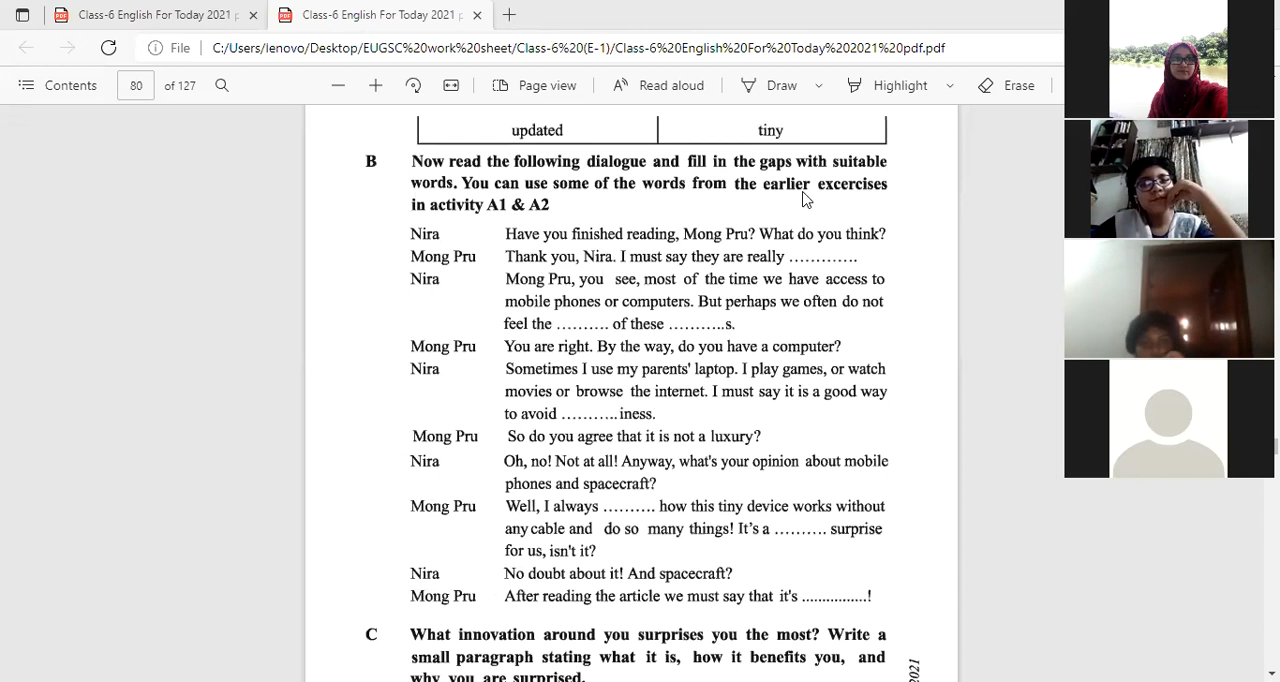 Class-6 English For Today 2021 p
Class-6 English For Today 2021 p
File
C:/Users/lenovo/Desktop/EUGSC%20work%20sheet/Class-6%20(E-1)/Class-6%20English%20For%20Today%202021%20pdf.pdf
Contents 80 of 127 Page view Read aloud Draw Highlight Erase
updated tiny
B Now read the following dialogue and fill in the gaps with suitable
words. You can use some of the words from the earlier excercises
in activity A1 & A2
Nira Have you finished reading, Mong Pru? What do you think?
Mong Pru Thank you, Nira. I must say they are really ………….
Nira Mong Pru, you see, most of the time we have access to
mobile phones or computers. But perhaps we often do not
feel the ………. of these ………..s.
Mong Pru You are right. By the way, do you have a computer?
Nira Sometimes I use my parents' laptop. I play games, or watch
movies or browse the internet. I must say it is a good way
to avoid ……….. iness.
Mong Pru So do you agree that it is not a luxury?
Nira Oh, no! Not at all! Anyway, what's your opinion about mobile
phones and spacecraft?
Mong Pru Well, I always ………. how this tiny device works without
any cable and do so many things! It's a ………. surprise
for us, isn't it?
Nira No doubt about it! And spacecraft?
Mong Pru After reading the article we must say that it's ................!
C What innovation around you surprises you the most? Write a
small paragraph stating what it is, how it benefits you, and
why you are surprised.
2021